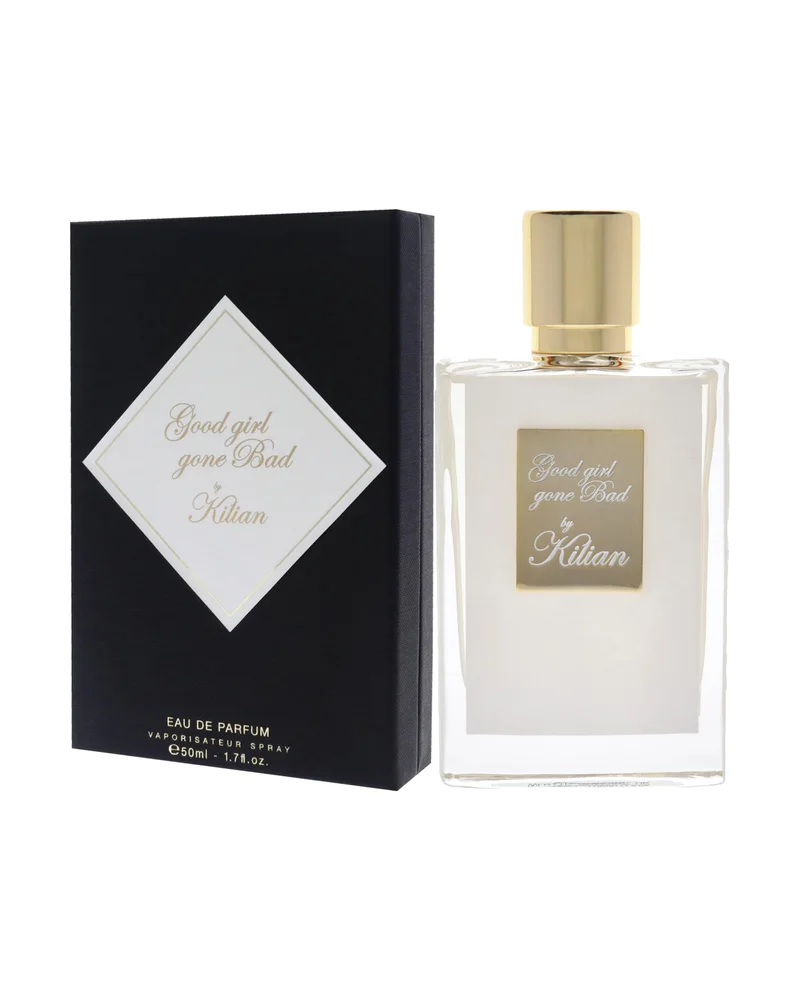 Good girl
gone Bad
by
Kilian
EAU DE PARFUM
VAPORISATEUR SPRAY
e50ml - 1.7fl.oz.
Good girl
gone Bad
by
Kilian